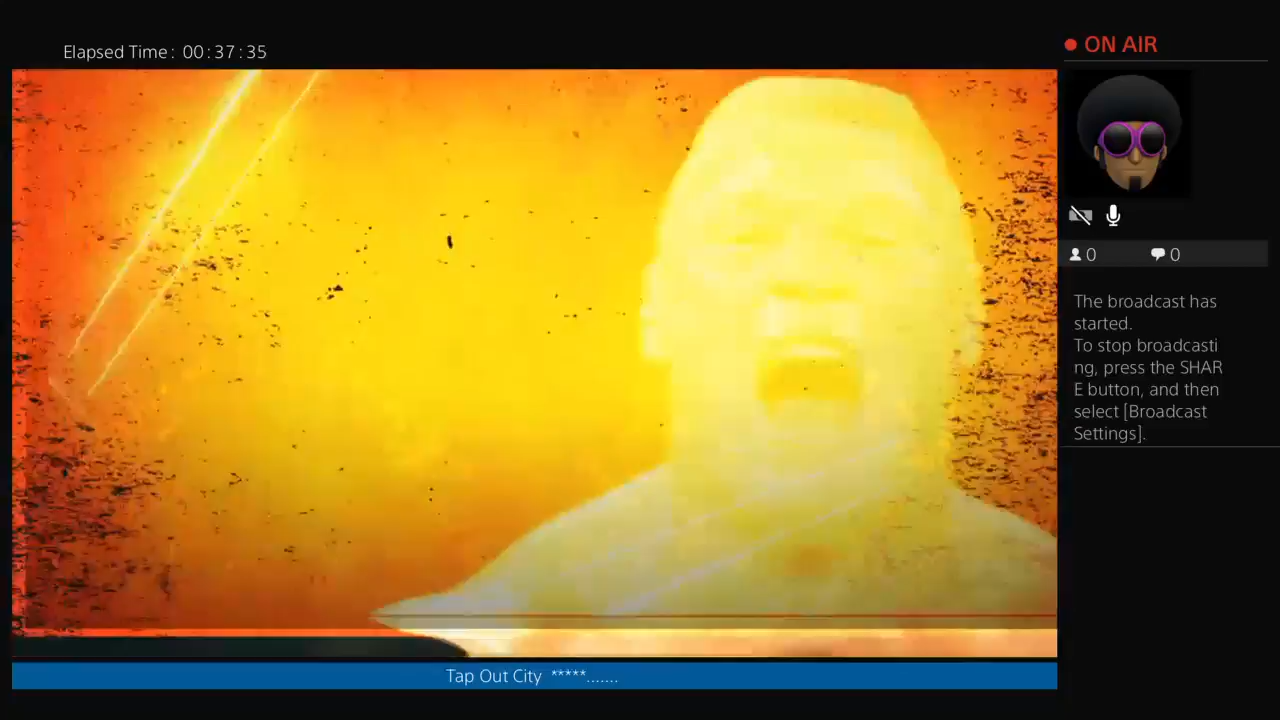 Elapsed Time: 00:37:35
ON AIR
0 0
The broadcast has
started.
To stop broadcasti
ng, press the SHAR
E button, and then
select [Broadcast
Settings].
Tap Out City *****.......